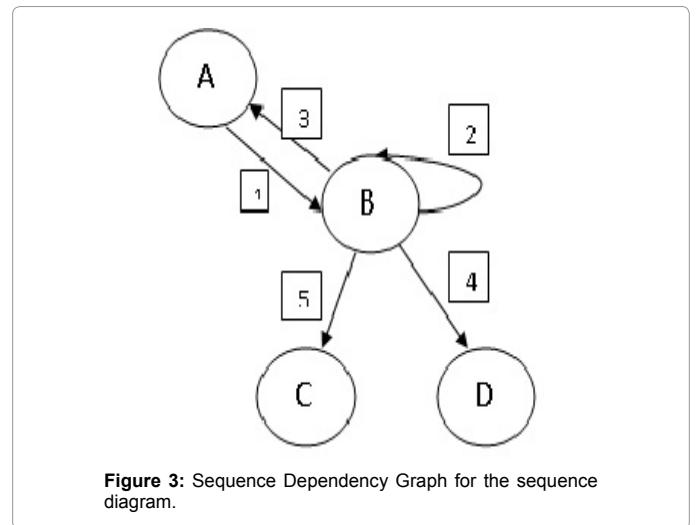 A
3
2
1
B
5
4
C
D
Figure 3: Sequence Dependency Graph for the sequence
diagram.